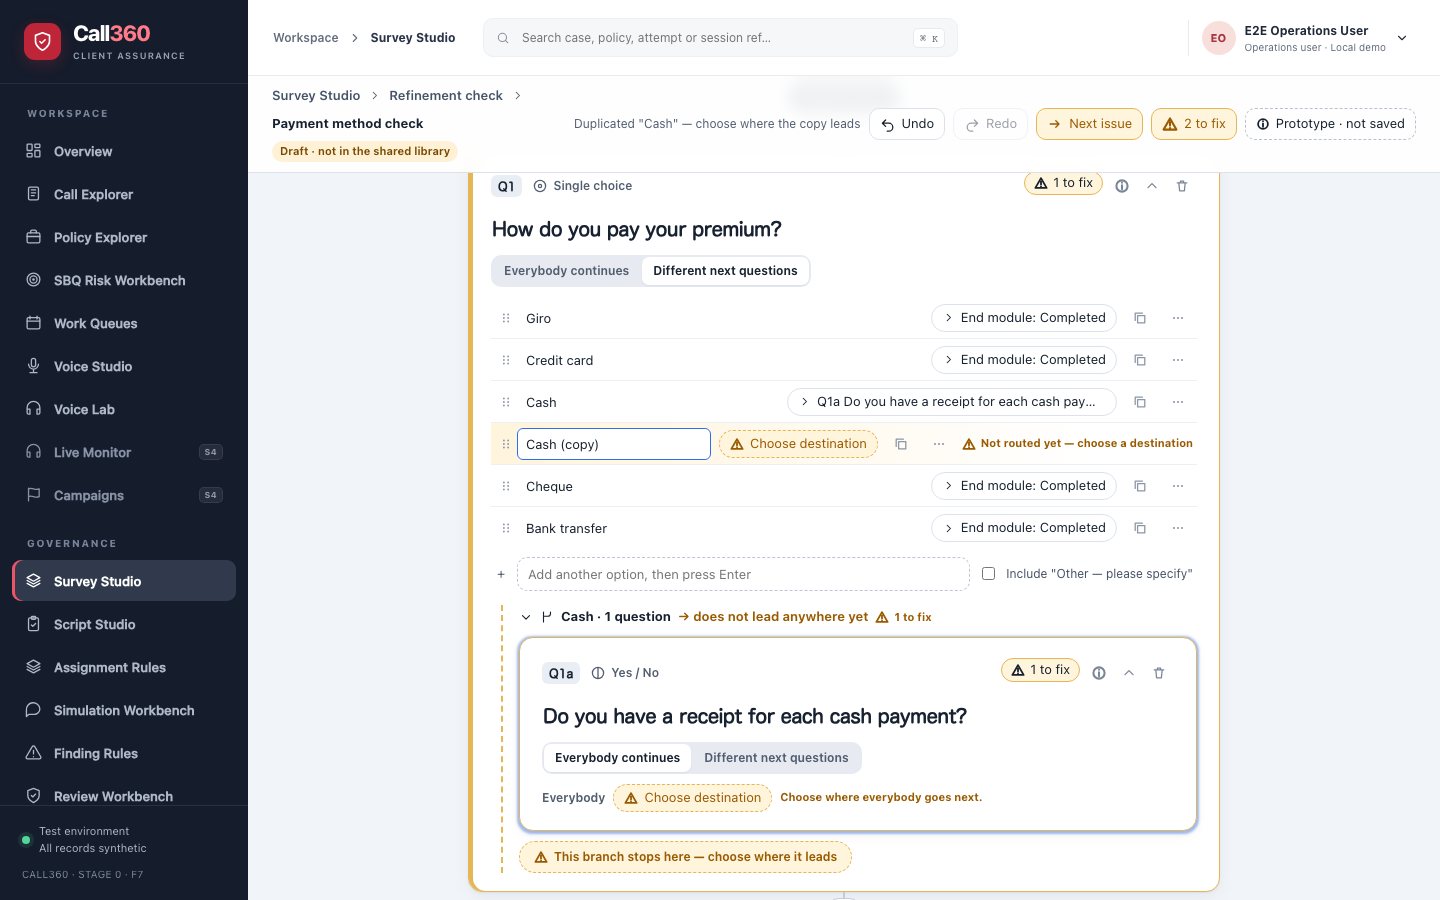 Call360
CLIENT ASSURANCE
WORKSPACE
Overview
Call Explorer
Policy Explorer
SBQ Risk Workbench
Work Queues
Voice Studio
Voice Lab
Live Monitor S4
Campaigns S4
GOVERNANCE
Survey Studio
Script Studio
Assignment Rules
Simulation Workbench
Finding Rules
Review Workbench
Test environment
All records synthetic
CALL360 · STAGE 0 · F7
Workspace Survey Studio
Search case, policy, attempt or session ref...
⌘ K
EO
E2E Operations User
Operations user · Local demo
Survey Studio Refinement check
Payment method check
Draft · not in the shared library
Duplicated "Cash" — choose where the copy leads
Undo
Redo
Next issue
2 to fix
Prototype · not saved
Q1 Single choice 1 to fix
How do you pay your premium?
Everybody continues Different next questions
Giro End module: Completed
Credit card End module: Completed
Cash Q1a Do you have a receipt for each cash pay...
Cash (copy) Choose destination Not routed yet — choose a destination
Cheque End module: Completed
Bank transfer End module: Completed
+ Add another option, then press Enter Include "Other — please specify"
Cash · 1 question → does not lead anywhere yet 1 to fix
Q1a Yes / No 1 to fix
Do you have a receipt for each cash payment?
Everybody continues Different next questions
Everybody Choose destination Choose where everybody goes next.
This branch stops here — choose where it leads